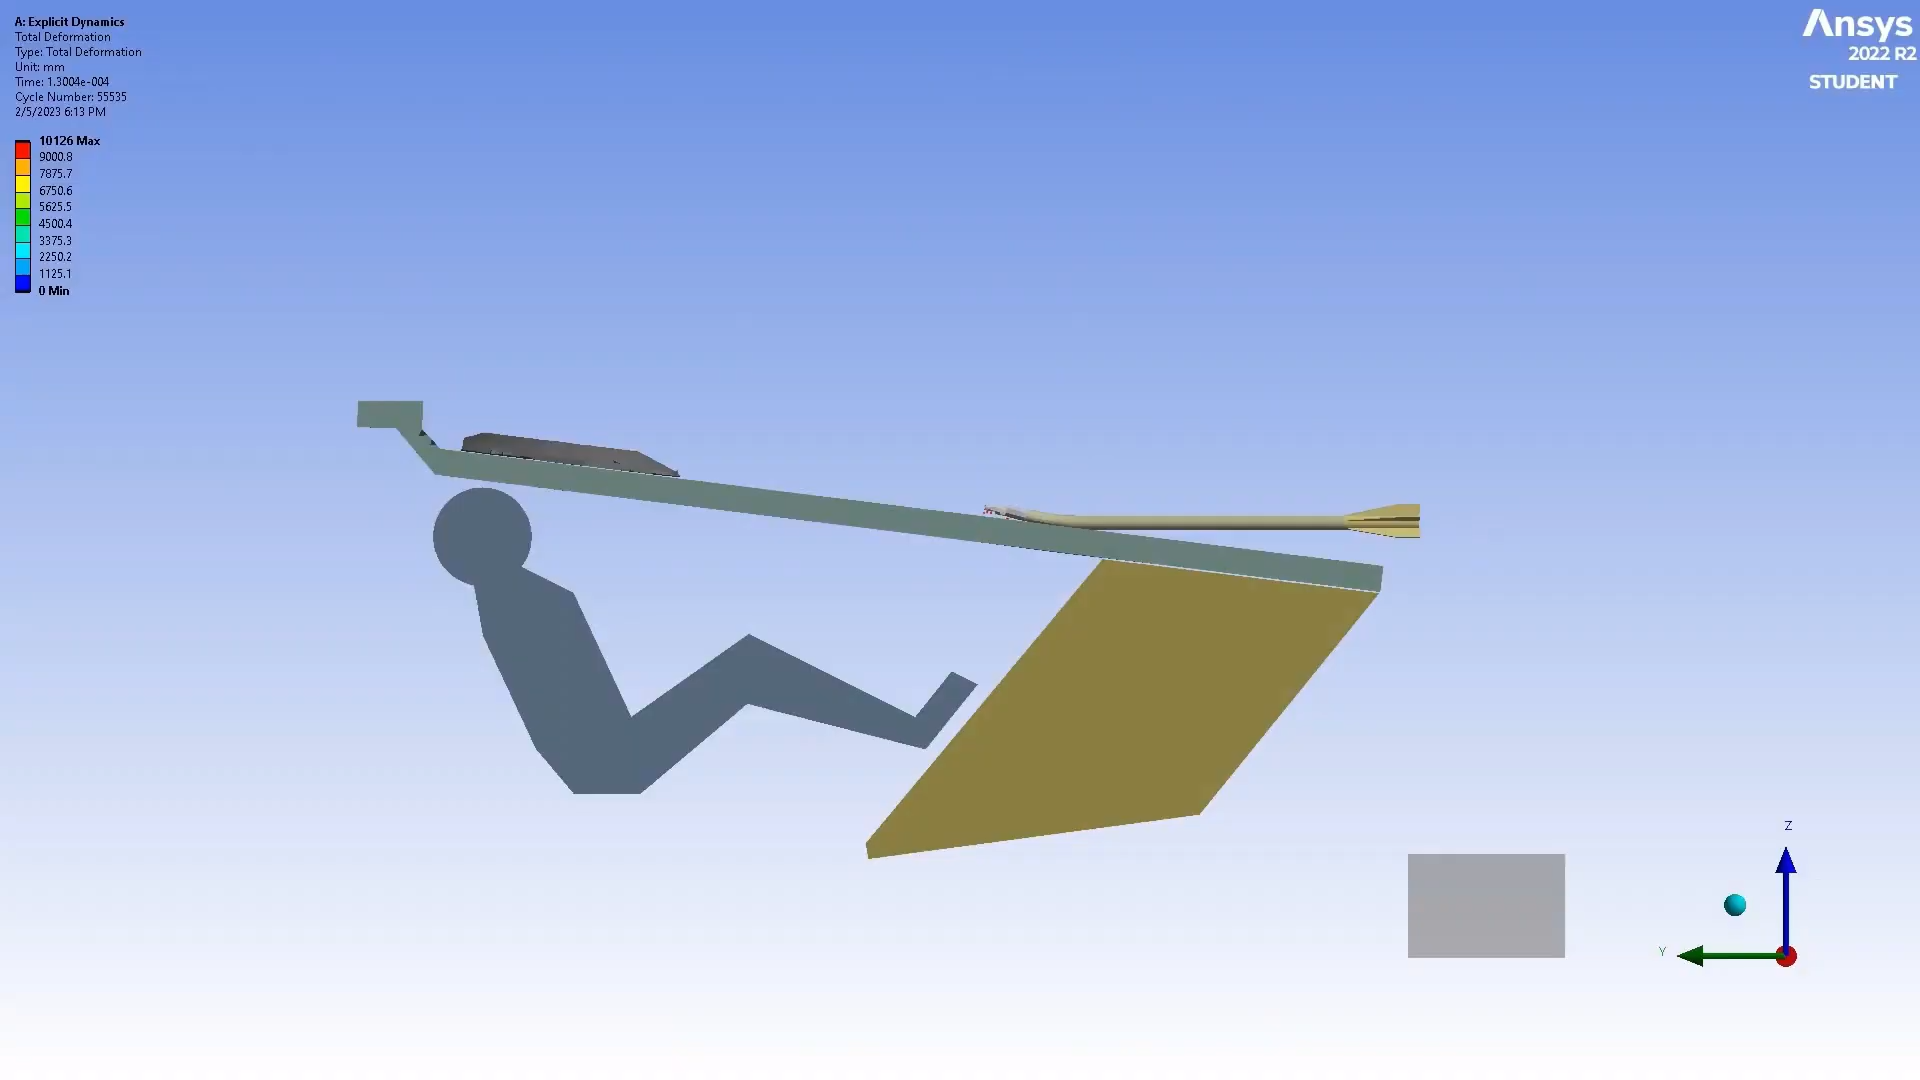 A: Explicit Dynamics
Total Deformation
Type: Total Deformation
Unit: mm
Time: 1.3004e-004
Cycle Number: 55535
2/5/2023 6:13 PM
10126 Max
9000.8
7875.7
6750.6
5625.5
4500.4
3375.3
2250.2
1125.1
0 Min
Ansys
2022 R2
STUDENT
Z
Y